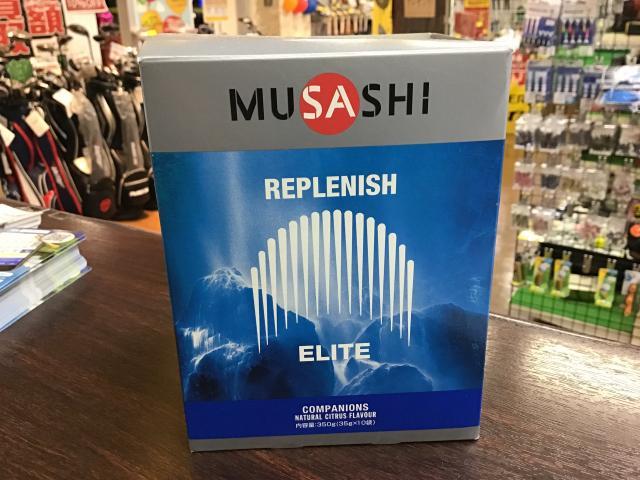 MUSASHI
REPLENISH
ELITE
COMPANIONS
NATURAL CITRUS FLAVOUR
内容量:350g(35g×10袋)